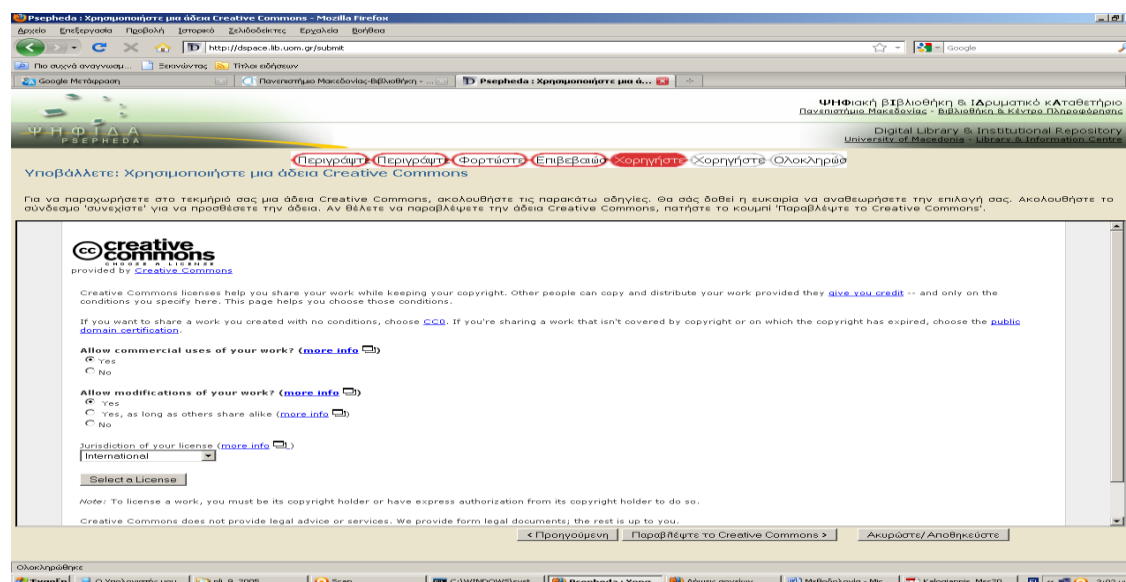 Psepheda : Χρησιμοποιήστε μια άδεια Creative Commons - Mozilla Firefox
Αρχείο Επεξεργασία Προβολή Ιστορικό Σελιδοδείκτες Εργαλεία Βοήθεια
http://dspace.lib.uom.gr/submit
Google
Πιο συχνά αναγνωσμ... Ξεκινώντας Τίτλοι ειδήσεων
Google Μετάφραση Πανεπιστήμιο Μακεδονίας-Βιβλιοθήκη - ... Psepheda : Χρησιμοποιήστε μια ά...
ΨΗΦιακή βΙβλιοθήκη & ΙΔρυματικό κΑταθετήριο
Πανεπιστήμιο Μακεδονίας - Βιβλιοθήκη & Κέντρο Πληροφόρησης
ΨΗΦΙΔΑ
PSEPHEDA
Digital Library & Institutional Repository
University of Macedonia - Library & Information Centre
Περιγράψτε Περιγράψτε Φορτώστε Επιβεβαιώ Χορηγήστε Χορηγήστε Ολοκληρώ
Υποβάλλετε: Χρησιμοποιήστε μια άδεια Creative Commons
Για να παραχωρήσετε στο τεκμήριό σας μια άδεια Creative Commons, ακολουθήστε τις παρακάτω οδηγίες. Θα σάς δοθεί η ευκαιρία να αναθεωρήσετε την επιλογή σας. Ακολουθήστε το
σύνδεσμο 'συνεχίστε' για να προσθέσετε την άδεια. Αν θέλετε να παραβλέψετε την άδεια Creative Commons, πατήστε το κουμπί 'Παραβλέψτε το Creative Commons'.
cc creative
commons
CHOOSE A LICENSE
provided by Creative Commons
Creative Commons licenses help you share your work while keeping your copyright. Other people can copy and distribute your work provided they give you credit -- and only on the
conditions you specify here. This page helps you choose those conditions.
If you want to share a work you created with no conditions, choose CC0. If you're sharing a work that isn't covered by copyright or on which the copyright has expired, choose the public
domain certification.
Allow commercial uses of your work? (more info)
Yes
No
Allow modifications of your work? (more info)
Yes
Yes, as long as others share alike (more info)
No
Jurisdiction of your license (more info)
International
Select a License
Note: To license a work, you must be its copyright holder or have express authorization from its copyright holder to do so.
Creative Commons does not provide legal advice or services. We provide form legal documents; the rest is up to you.
< Προηγούμενη Παραβλέψτε το Creative Commons > Ακυρώστε/Αποθηκεύστε
Ολοκληρώθηκε